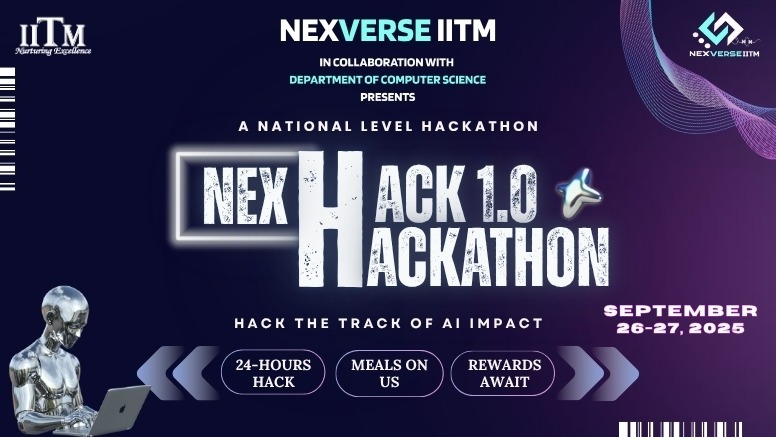 IITM
Nurturing Excellence
NEXVERSE IITM
NEXVERSE IITM
IN COLLABORATION WITH
DEPARTMENT OF COMPUTER SCIENCE
PRESENTS
A NATIONAL LEVEL HACKATHON
NEX HACK 1.0
HACKATHON
HACK THE TRACK OF AI IMPACT
SEPTEMBER
26-27, 2025
24-HOURS
HACK
MEALS ON
US
REWARDS
AWAIT